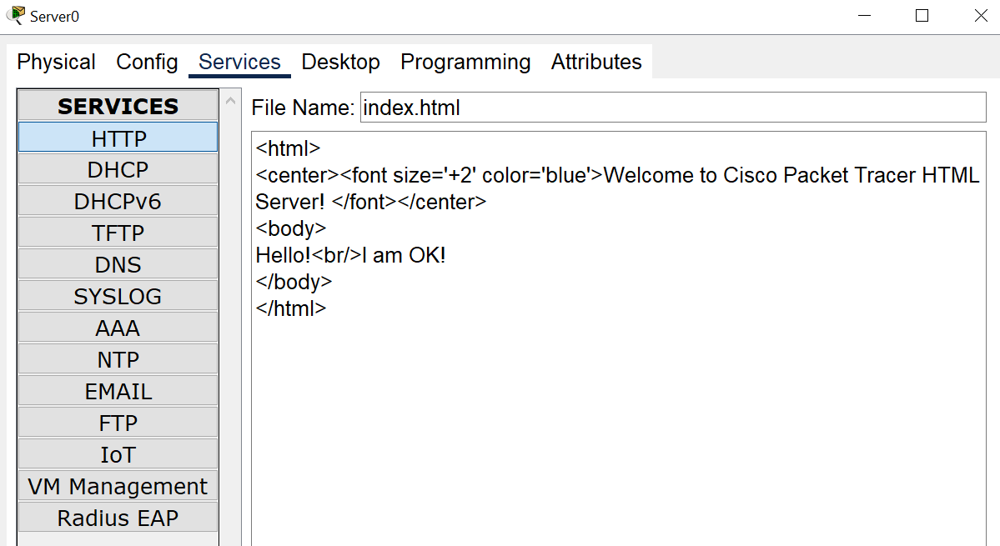 Server0
Physical Config Services Desktop Programming Attributes
SERVICES
HTTP
DHCP
DHCPv6
TFTP
DNS
SYSLOG
AAA
NTP
EMAIL
FTP
IoT
VM Management
Radius EAP
File Name: index.html
<html>
<center><font size='+2' color='blue'>Welcome to Cisco Packet Tracer HTML
Server! </font></center>
<body>
Hello!<br/>I am OK!
</body>
</html>